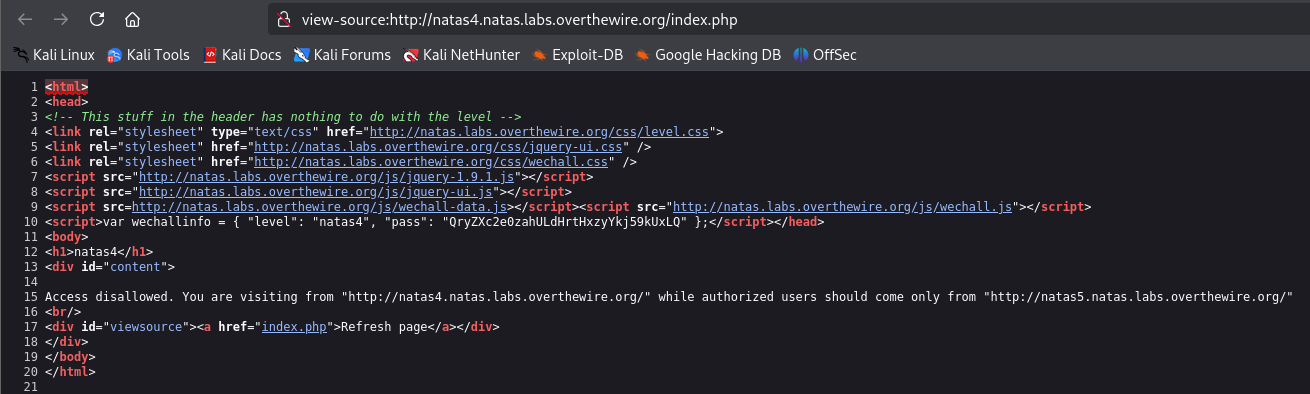 view-source:http://natas4.natas.labs.overthewire.org/index.php
Kali Linux Kali Tools Kali Docs Kali Forums Kali NetHunter Exploit-DB Google Hacking DB OffSec
1 <html>
2 <head>
3 <!-- This stuff in the header has nothing to do with the level -->
4 <link rel="stylesheet" type="text/css" href="http://natas.labs.overthewire.org/css/level.css">
5 <link rel="stylesheet" href="http://natas.labs.overthewire.org/css/jquery-ui.css" />
6 <link rel="stylesheet" href="http://natas.labs.overthewire.org/css/wechall.css" />
7 <script src="http://natas.labs.overthewire.org/js/jquery-1.9.1.js"></script>
8 <script src="http://natas.labs.overthewire.org/js/jquery-ui.js"></script>
9 <script src=http://natas.labs.overthewire.org/js/wechall-data.js></script><script src="http://natas.labs.overthewire.org/js/wechall.js"></script>
10 <script>var wechallinfo = { "level": "natas4", "pass": "QryZXc2e0zahULdHrtHxzyYkj59kUxLQ" };</script></head>
11 <body>
12 <h1>natas4</h1>
13 <div id="content">
14
15 Access disallowed. You are visiting from "http://natas4.natas.labs.overthewire.org/" while authorized users should come only from "http://natas5.natas.labs.overthewire.org/"
16 <br/>
17 <div id="viewsource"><a href="index.php">Refresh page</a></div>
18 </div>
19 </body>
20 </html>
21